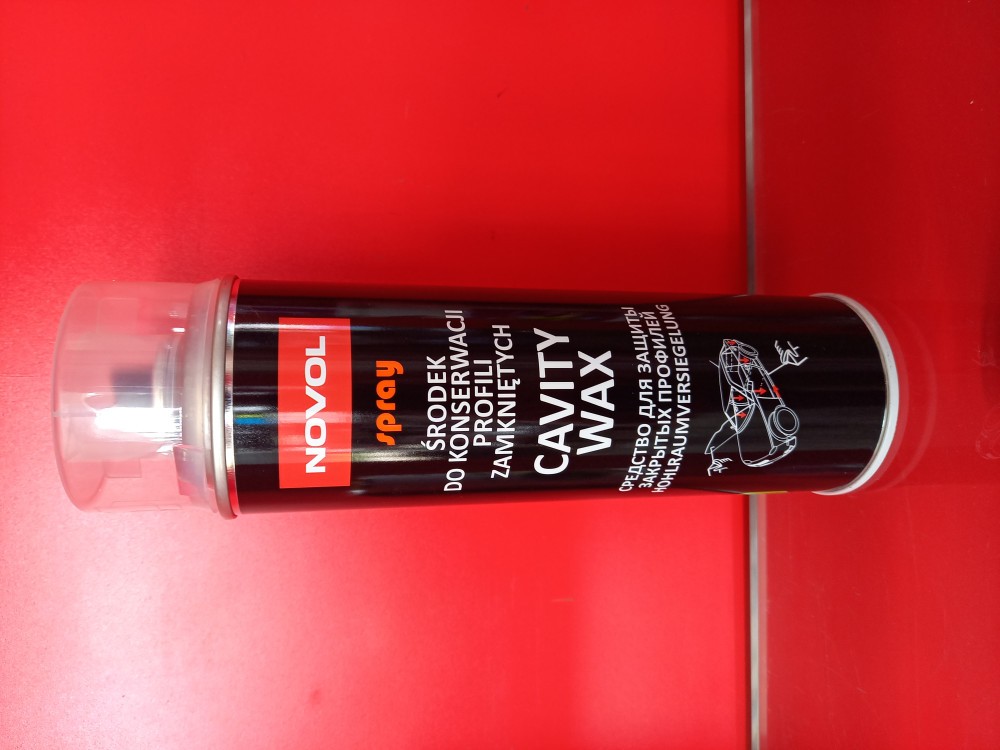 NOVOL
spray
ŚRODEK
DO KONSERWACJI
PROFILI
ZAMKNIĘTYCH
CAVITY
WAX
СРЕДСТВО ДЛЯ ЗАЩИТЫ
ЗАКРЫТЫХ ПРОФИЛЕЙ
HOHLRAUMVERSIEGELUNG